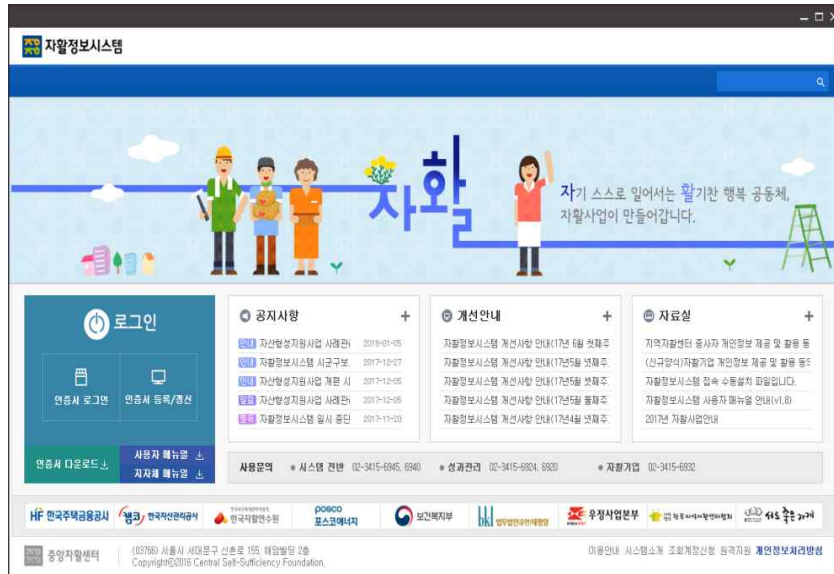 자활정보시스템
자활
자기 스스로 일어서는 활기찬 행복 공동체,
자활사업이 만들어갑니다.
로그인
인증서 로그인
인증서 등록/갱신
인증서 다운로드
사용자 매뉴얼
지자체 매뉴얼
공지사항 +
안내 자산형성지원사업 사례관 2018-01-05
안내 자활정보시스템 시군구보 2017-12-27
안내 자산형성지원사업 개편 시 2017-12-05
자산형성지원사업 사례관 2017-12-05
자활정보시스템 일시 중단 2017-11-20
개선안내 +
자활정보시스템 개선사항 안내(17년 6월 첫째주
자활정보시스템 개선사항 안내(17년5월 넷째주
자활정보시스템 개선사항 안내(17년5월 셋째주
자활정보시스템 개선사항 안내(17년5월 둘째주
자활정보시스템 개선사항 안내(17년4월 넷째주
자료실 +
지역자활센터 종사자 개인정보 제공 및 활용 동
(신규양식)자활기업 개인정보 제공 및 활용 동의
자활정보시스템 접속 수동설치 파일입니다.
자활정보시스템 사용자 매뉴얼 안내(v1.8)
2017년 자활사업안내
사용문의 시스템 전반 02-3415-6945, 6940 성과관리 02-3415-6924, 6920 자활기업 02-3415-6932
HF 한국주택금융공사
캠코 한국자산관리공사
한국자활연수원
posco
포스코에너지
보건복지부
bkl
우정사업본부
중앙자활센터
(03766) 서울시 서대문구 신촌로 155, 해암빌딩 2층
Copyright©2016 Central Self-Sufficiency Foundation.
이용안내 시스템소개 조회계정신청 원격지원 개인정보처리방침